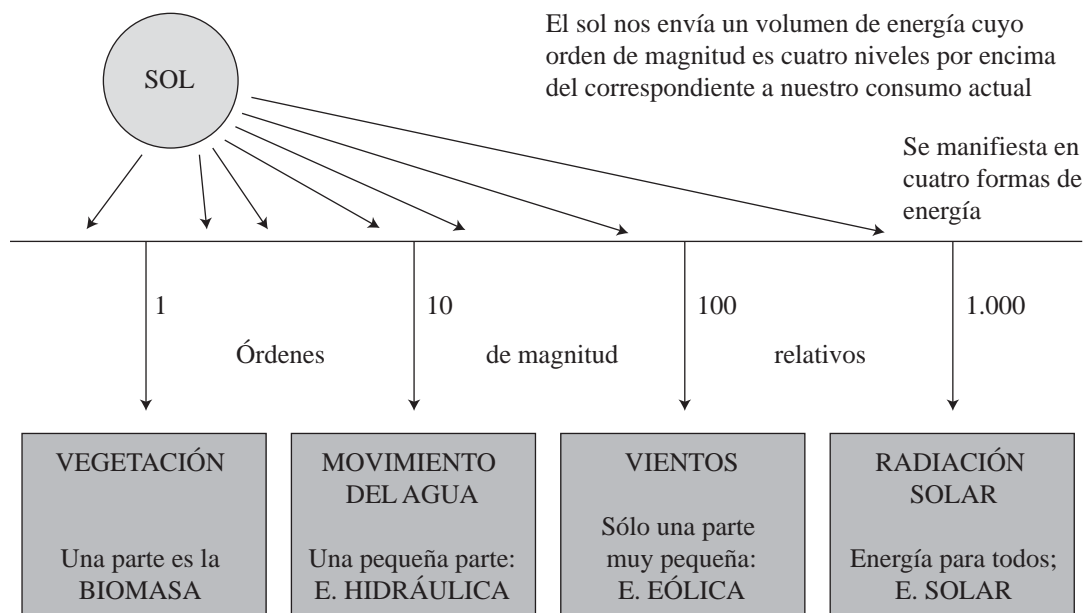 El sol nos envía un volumen de energía cuyo
orden de magnitud es cuatro niveles por encima
del correspondiente a nuestro consumo actual
SOL
Se manifiesta en
cuatro formas de
energía
1
10
100
1.000
Órdenes
de magnitud
relativos
VEGETACIÓN
Una parte es la
BIOMASA
MOVIMIENTO
DEL AGUA
Una pequeña parte:
E. HIDRÁULICA
VIENTOS
Sólo una parte
muy pequeña:
E. EÓLICA
RADIACIÓN
SOLAR
Energía para todos;
E. SOLAR